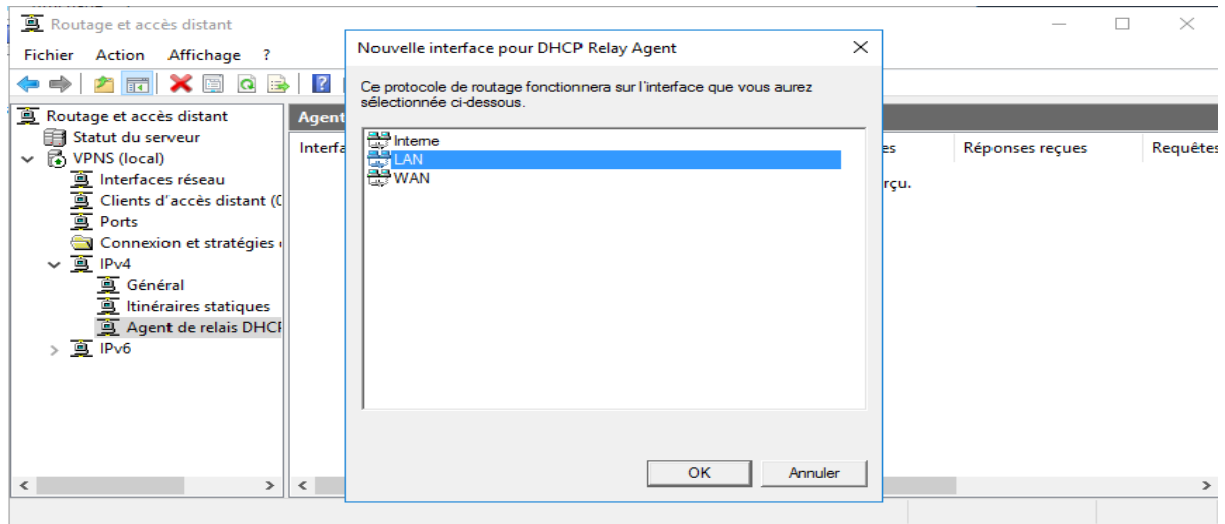 Routage et accès distant
Fichier Action Affichage ?
Routage et accès distant
Statut du serveur
VPNS (local)
Interfaces réseau
Clients d'accès distant (
Ports
Connexion et stratégies
IPv4
Général
Itinéraires statiques
Agent de relais DHCP
IPv6
Agent
Interfa
es
Réponses reçues
Requêtes
rçu.
Nouvelle interface pour DHCP Relay Agent
Ce protocole de routage fonctionnera sur l'interface que vous aurez
sélectionnée ci-dessous.
Interne
LAN
WAN
OK
Annuler